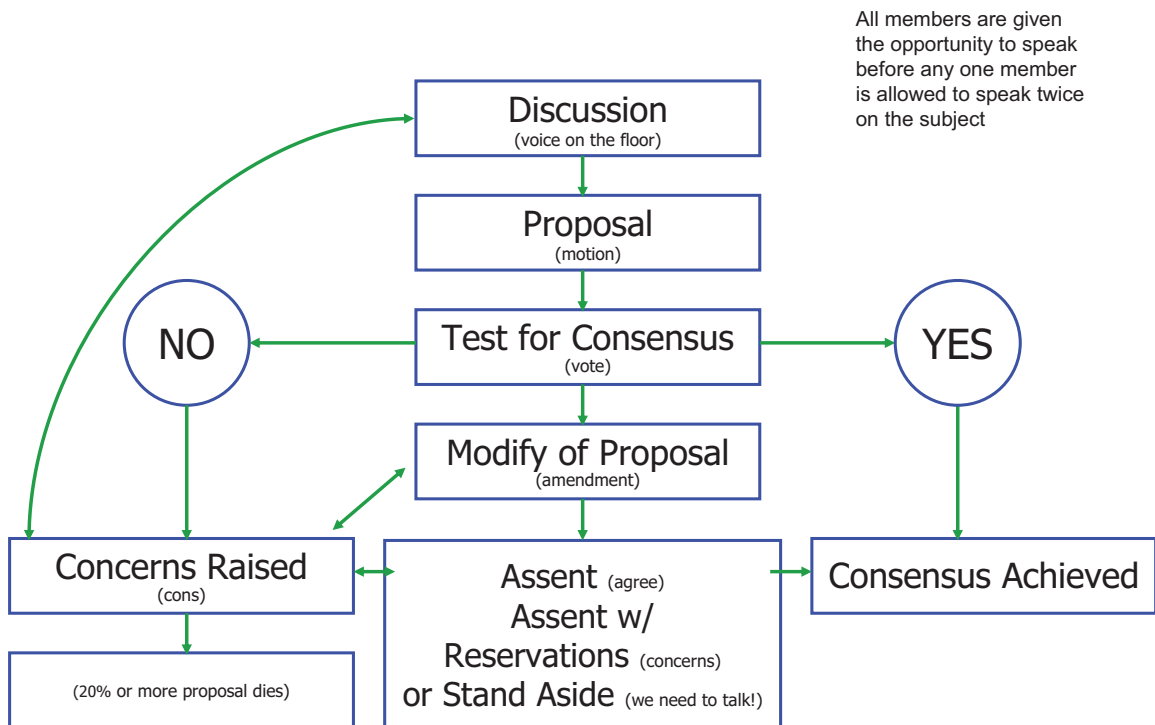 All members are given
the opportunity to speak
before any one member
is allowed to speak twice
on the subject
Discussion
(voice on the floor)
Proposal
(motion)
NO
Test for Consensus
(vote)
YES
Modify of Proposal
(amendment)
Concerns Raised
(cons)
Assent (agree)
Assent w/
Reservations (concerns)
or Stand Aside (we need to talk!)
Consensus Achieved
(20% or more proposal dies)